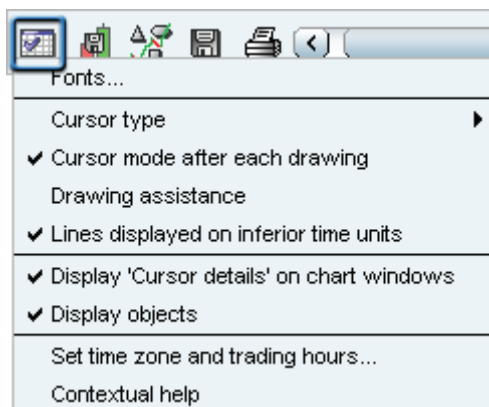 Fonts...
Cursor type
Cursor mode after each drawing
Drawing assistance
Lines displayed on inferior time units
Display 'Cursor details' on chart windows
Display objects
Set time zone and trading hours...
Contextual help